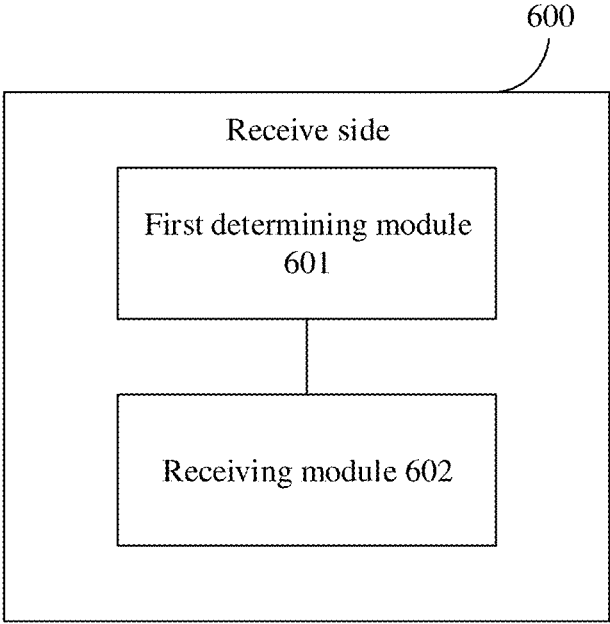 600
Receive side
First determining module
601
Receiving module 602